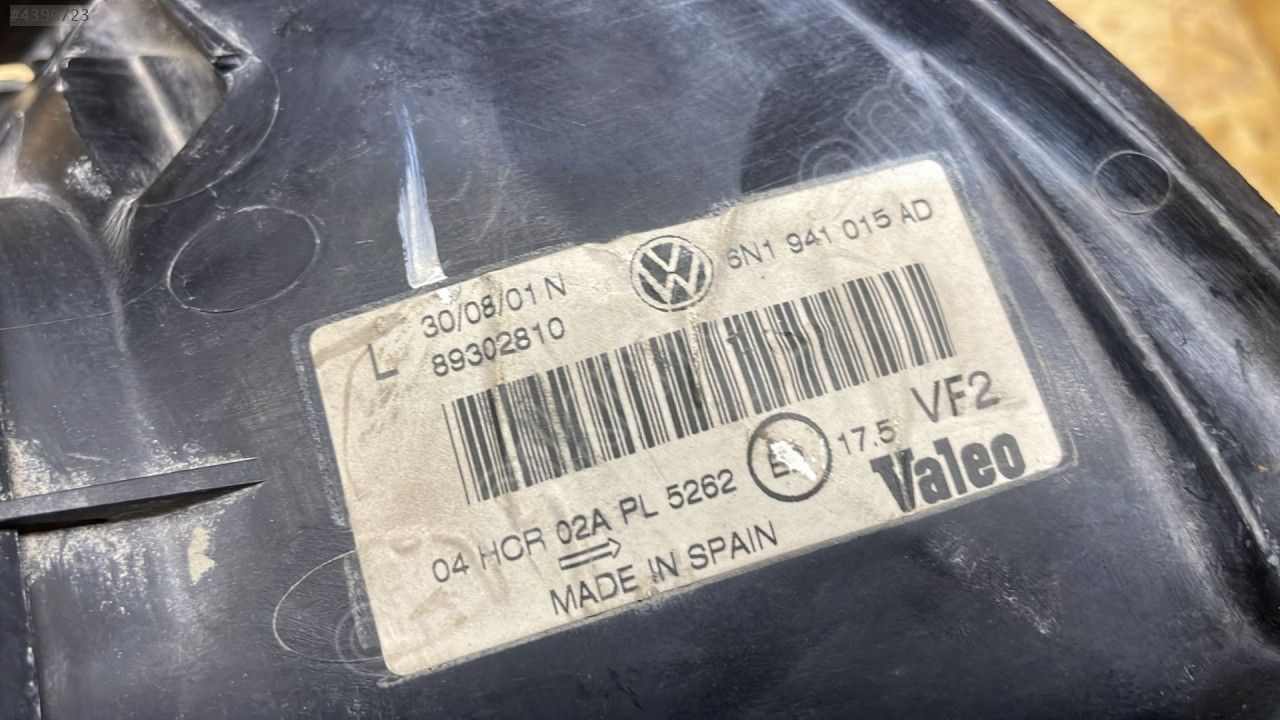 #4396723
30/08/01 N
6N1 941 015 AD
L
89302810
VF2
17.5
04 HCR 02A PL 5262
Valeo
MADE IN SPAIN